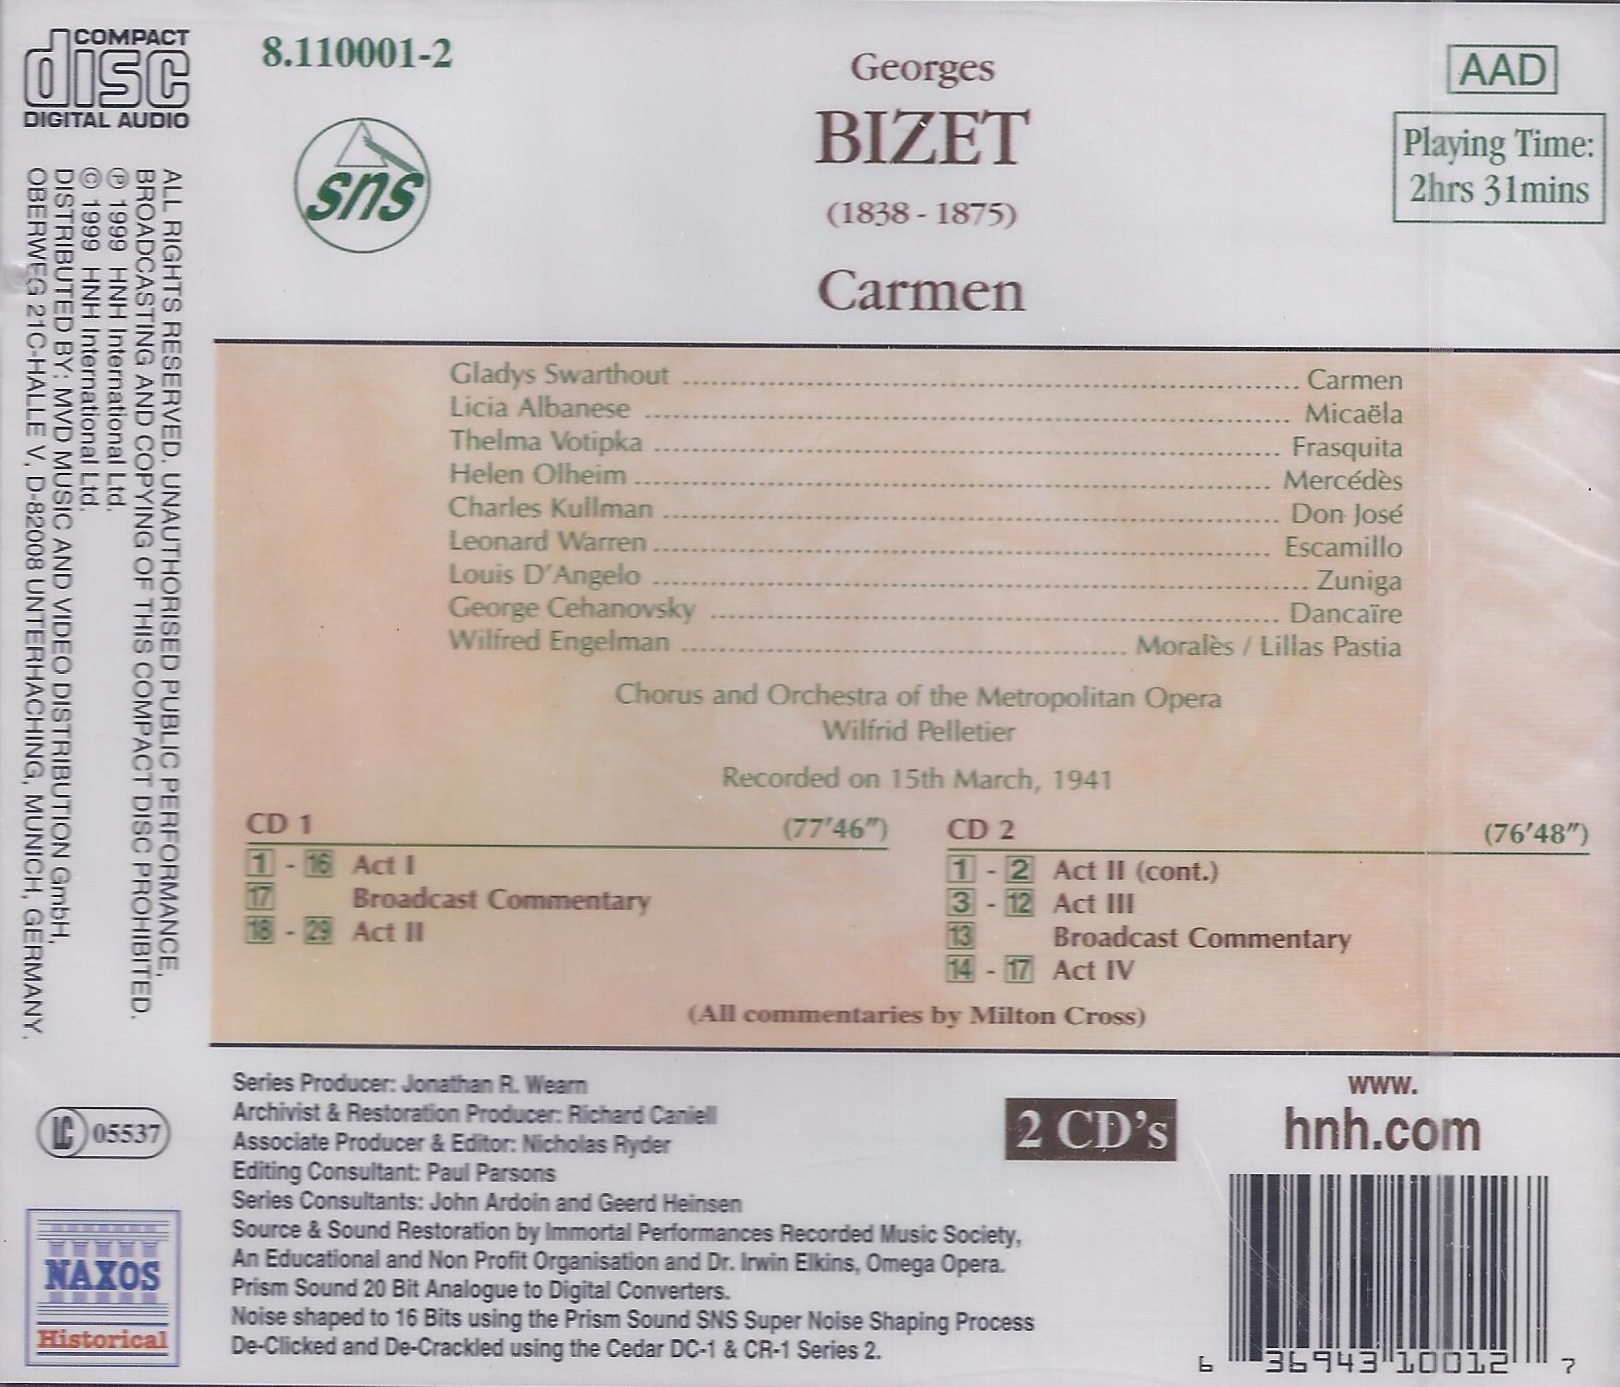 COMPACT
disc
DIGITAL AUDIO
8.110001-2
sns
Georges
BIZET
(1838 - 1875)
Carmen
AAD
Playing Time:
2hrs 31mins
ALL RIGHTS RESERVED. UNAUTHORISED PUBLIC PERFORMANCE,
BROADCASTING AND COPYING OF THIS COMPACT DISC PROHIBITED.
℗ 1999 HNH International Ltd.
© 1999 HNH International Ltd.
DISTRIBUTED BY: MVD MUSIC AND VIDEO DISTRIBUTION GmbH,
OBERWEG 21C-HALLE V, D-82008 UNTERHACHING, MUNICH, GERMANY.
Gladys Swarthout ........ Carmen
Licia Albanese ........ Micaëla
Thelma Votipka ........ Frasquita
Helen Olheim ........ Mercédès
Charles Kullman ........ Don José
Leonard Warren ........ Escamillo
Louis D'Angelo ........ Zuniga
George Cehanovsky ........ Dancaïre
Wilfred Engelman ........ Moralès / Lillas Pastia
Chorus and Orchestra of the Metropolitan Opera
Wilfrid Pelletier
Recorded on 15th March, 1941
CD 1 (77'46")
1 - 16 Act I
17 Broadcast Commentary
18 - 29 Act II
CD 2 (76'48")
1 - 2 Act II (cont.)
3 - 12 Act III
13 Broadcast Commentary
14 - 17 Act IV
(All commentaries by Milton Cross)
Series Producer: Jonathan R. Wearn
Archivist & Restoration Producer: Richard Caniell
Associate Producer & Editor: Nicholas Ryder
Editing Consultant: Paul Parsons
Series Consultants: John Ardoin and Geerd Heinsen
Source & Sound Restoration by Immortal Performances Recorded Music Society,
An Educational and Non Profit Organisation and Dr. Irwin Elkins, Omega Opera.
Prism Sound 20 Bit Analogue to Digital Converters.
Noise shaped to 16 Bits using the Prism Sound SNS Super Noise Shaping Process
De-Clicked and De-Crackled using the Cedar DC-1 & CR-1 Series 2.
2 CD's
www.
hnh.com
6 36943 10012 7
LC 05537
NAXOS
Historical